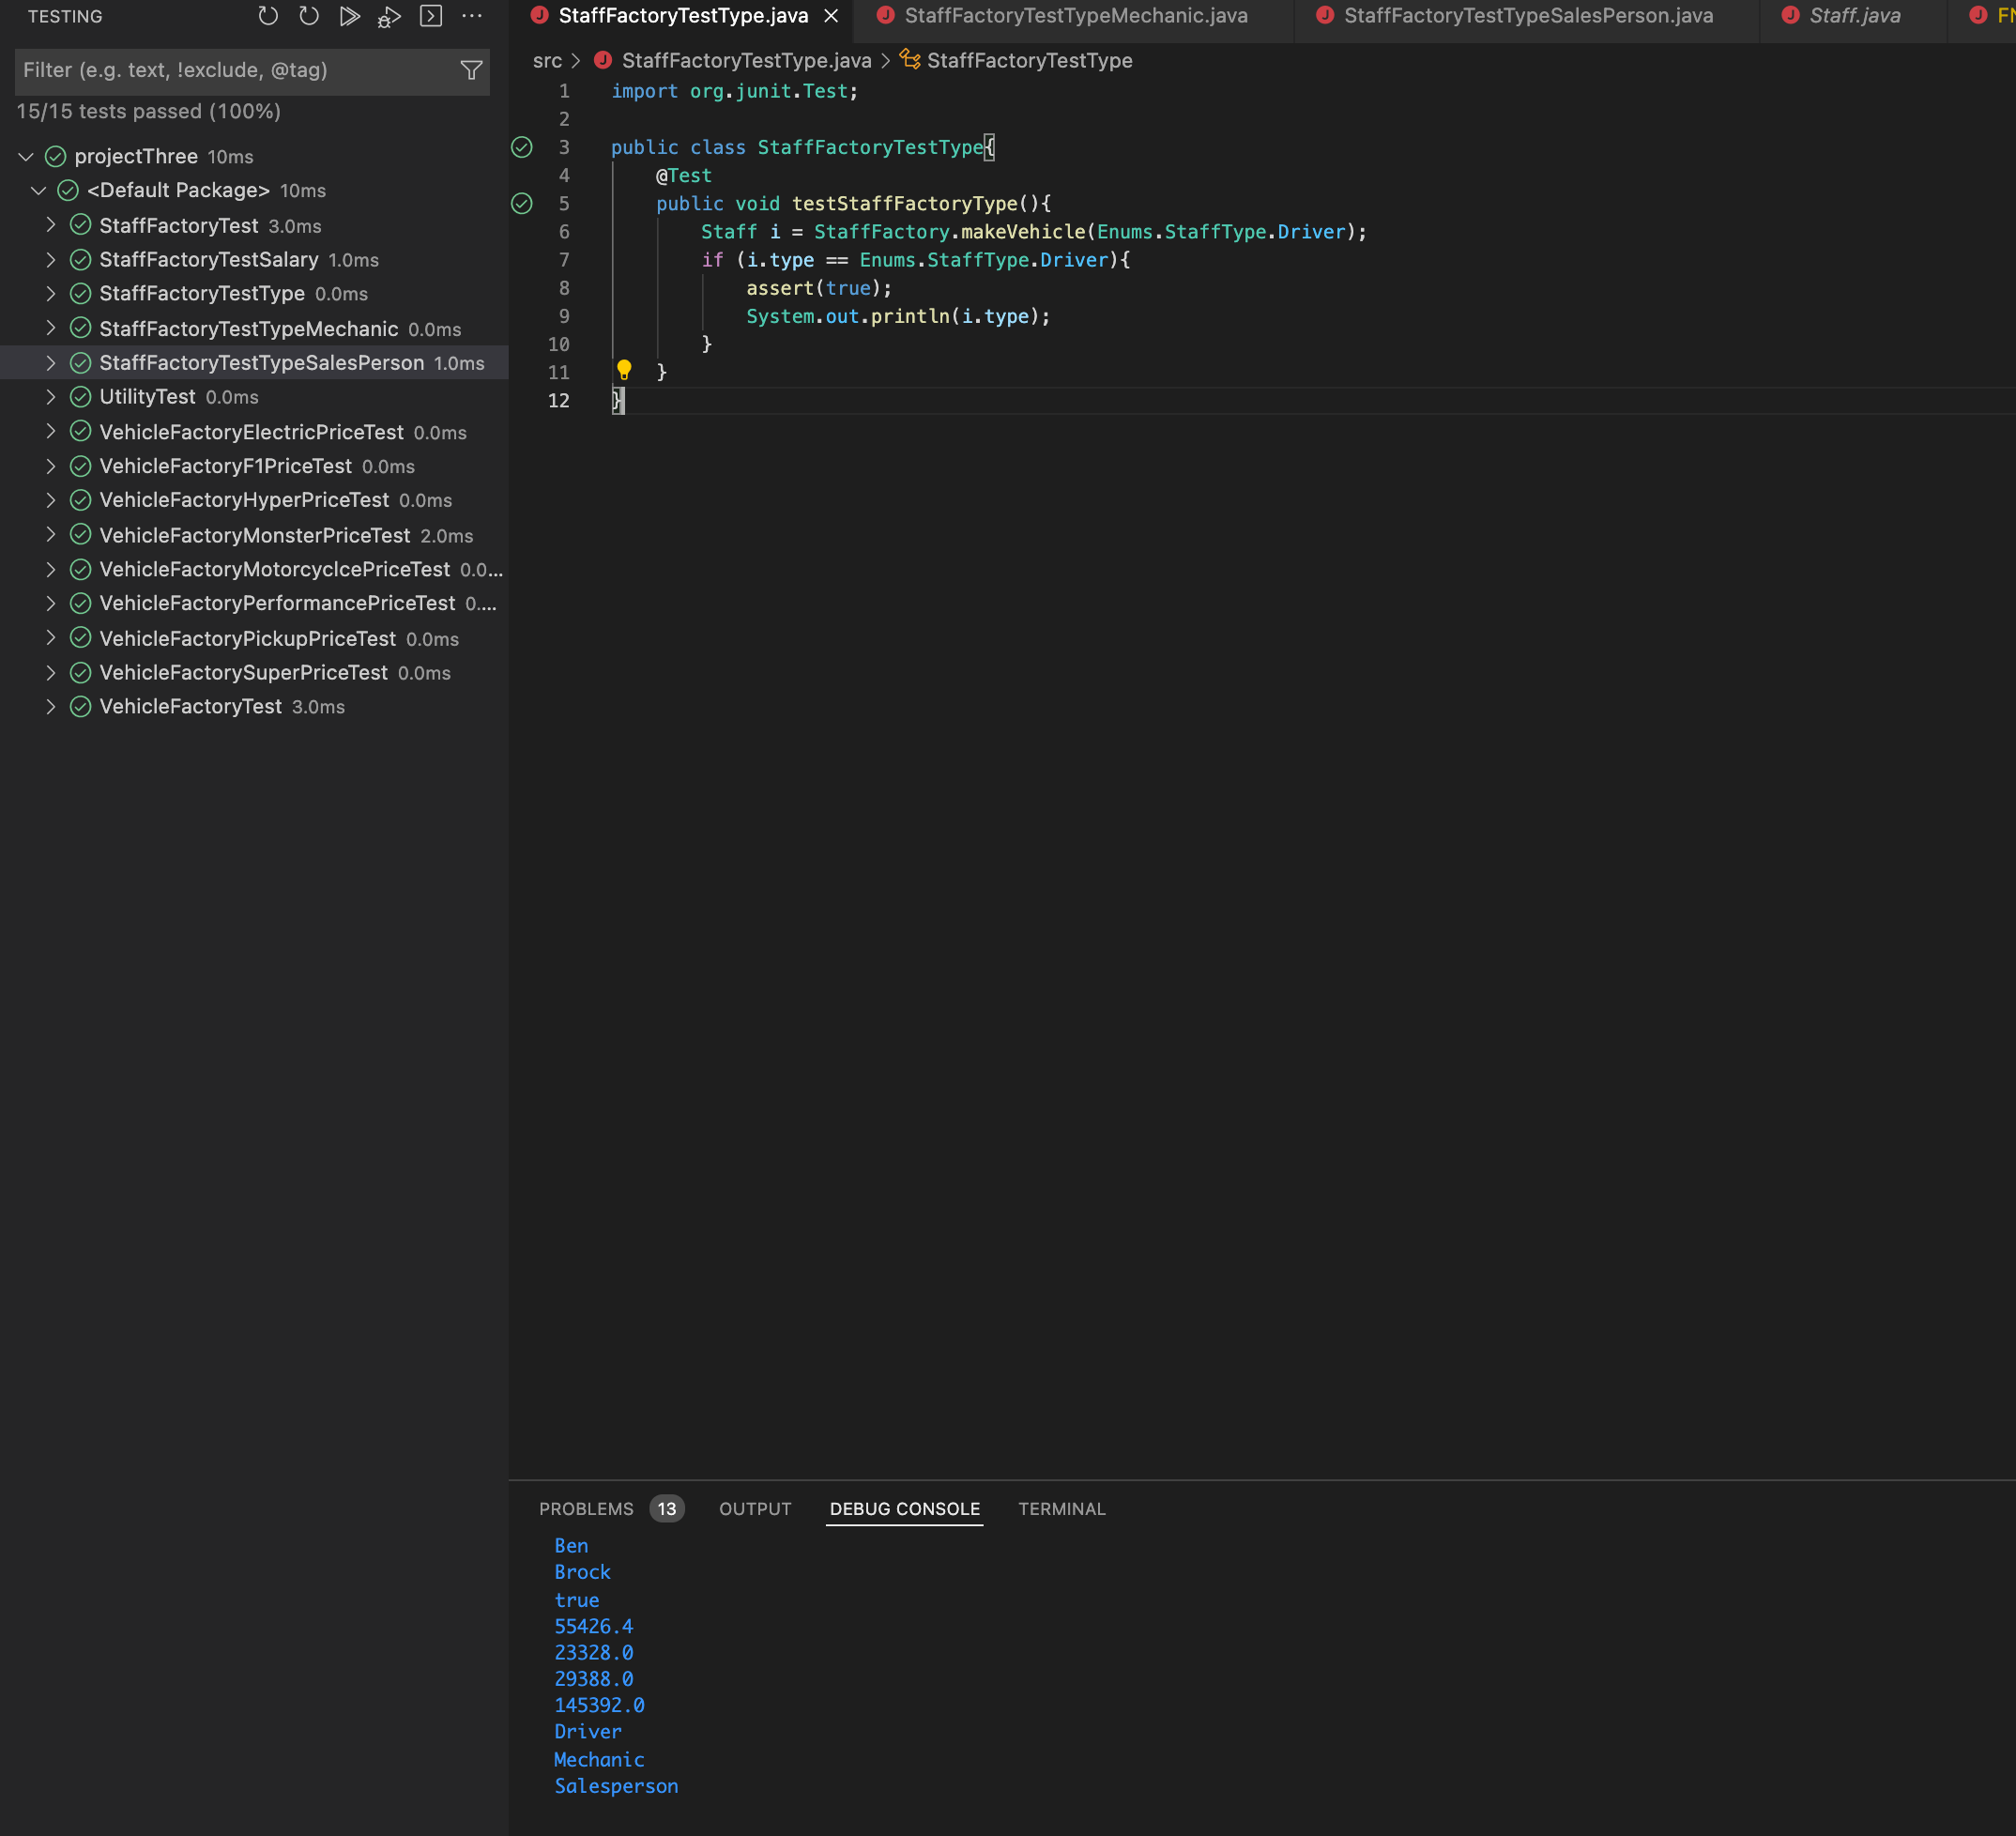 TESTING
Filter (e.g. text, !exclude, @tag)
15/15 tests passed (100%)
projectThree 10ms
<Default Package> 10ms
StaffFactoryTest 3.0ms
StaffFactoryTestSalary 1.0ms
StaffFactoryTestType 0.0ms
StaffFactoryTestTypeMechanic 0.0ms
StaffFactoryTestTypeSalesPerson 1.0ms
UtilityTest 0.0ms
VehicleFactoryElectricPriceTest 0.0ms
VehicleFactoryF1PriceTest 0.0ms
VehicleFactoryHyperPriceTest 0.0ms
VehicleFactoryMonsterPriceTest 2.0ms
VehicleFactoryMotorcyclcePriceTest 0.0...
VehicleFactoryPerformancePriceTest 0....
VehicleFactoryPickupPriceTest 0.0ms
VehicleFactorySuperPriceTest 0.0ms
VehicleFactoryTest 3.0ms
J StaffFactoryTestType.java J StaffFactoryTestTypeMechanic.java J StaffFactoryTestTypeSalesPerson.java J Staff.java J FN
src > J StaffFactoryTestType.java > StaffFactoryTestType
1 import org.junit.Test;
2
3 public class StaffFactoryTestType{
4 @Test
5 public void testStaffFactoryType(){
6 Staff i = StaffFactory.makeVehicle(Enums.StaffType.Driver);
7 if (i.type == Enums.StaffType.Driver){
8 assert(true);
9 System.out.println(i.type);
10 }
11 }
12 }
PROBLEMS 13 OUTPUT DEBUG CONSOLE TERMINAL
Ben
Brock
true
55426.4
23328.0
29388.0
145392.0
Driver
Mechanic
Salesperson